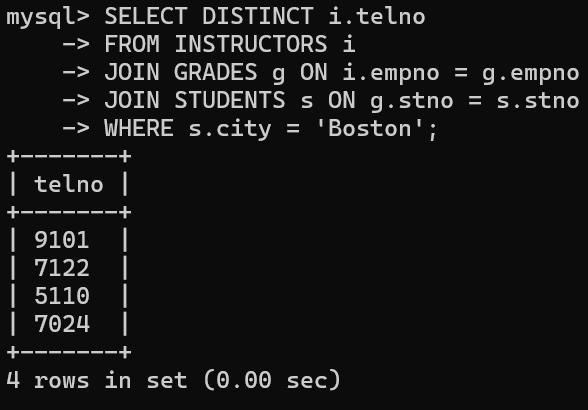 mysql> SELECT DISTINCT i.telno
    -> FROM INSTRUCTORS i
    -> JOIN GRADES g ON i.empno = g.empno
    -> JOIN STUDENTS s ON g.stno = s.stno
    -> WHERE s.city = 'Boston';
+-------+
| telno |
+-------+
| 9101  |
| 7122  |
| 5110  |
| 7024  |
+-------+
4 rows in set (0.00 sec)